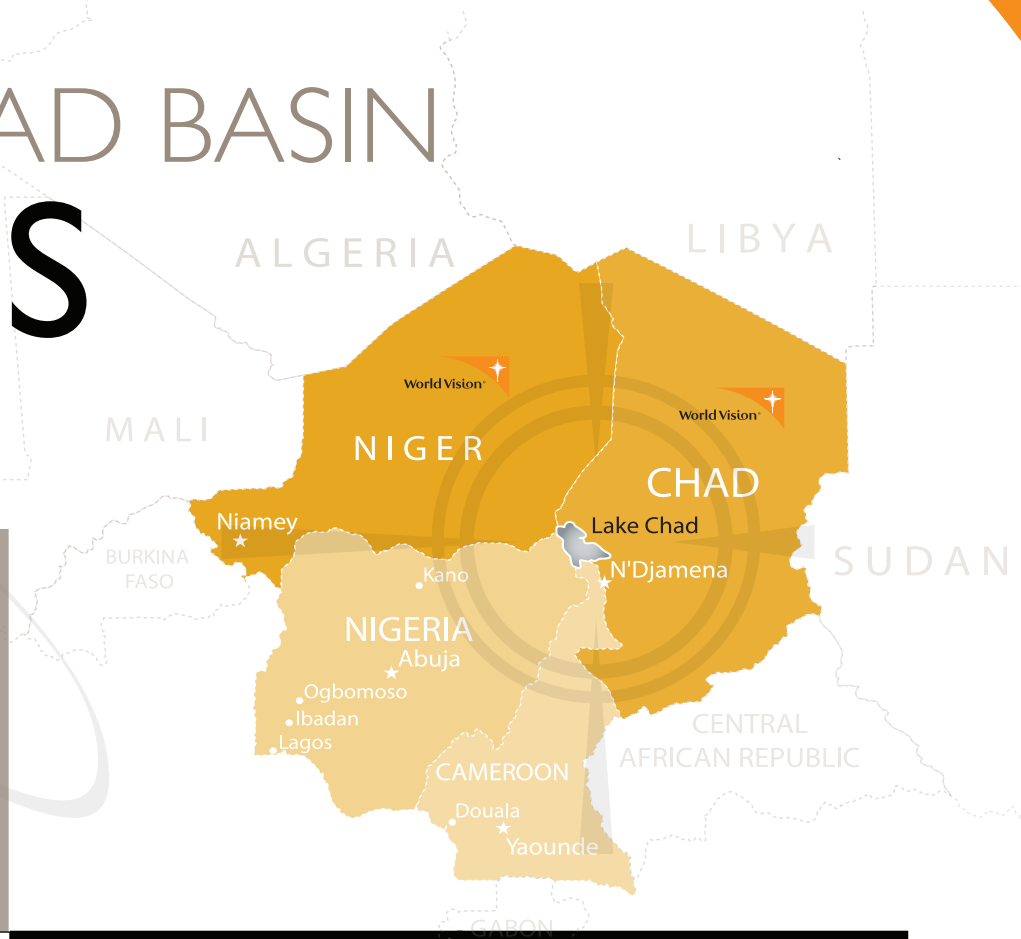 AD BASIN
S
ALGERIA
LIBYA
World Vision®
World Vision®
MALI
NIGER
CHAD
Niamey
Lake Chad
BURKINA
FASO
SUDAN
N'Djamena
Kano
NIGERIA
Abuja
Ogbomoso
Ibadan
Lagos
CENTRAL
AFRICAN REPUBLIC
CAMEROON
Douala
Yaounde
GABON